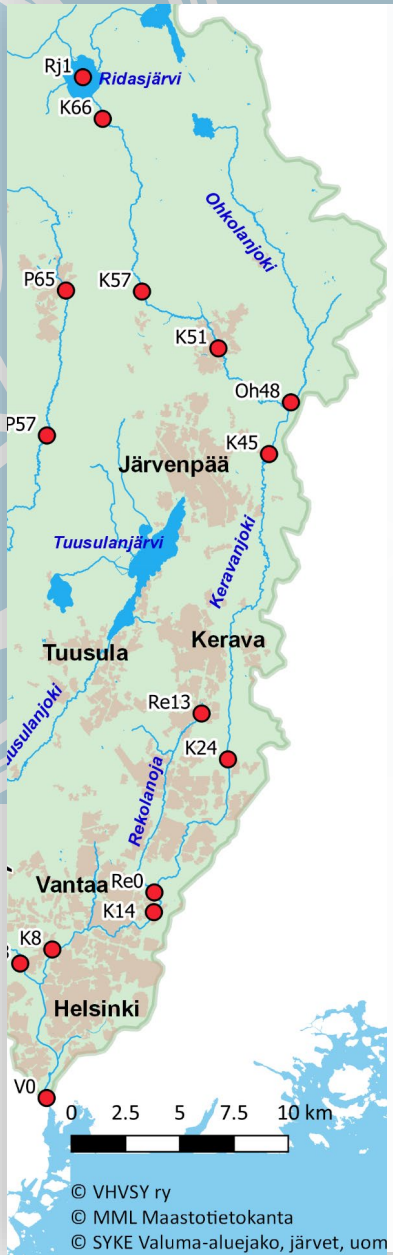 Rj1
Ridasjärvi
K66
Ohkolanjoki
P65
K57
K51
Oh48
P57
K45
Järvenpää
Tuusulanjärvi
Keravanjoki
Kerava
Tuusula
Re13
uusulanjoki
K24
Rekolanoja
Vantaa
Re0
K14
K8
Helsinki
V0
0 2.5 5 7.5 10 km
© VHVSY ry
© MML Maastotietokanta
© SYKE Valuma-aluejako, järvet, uom